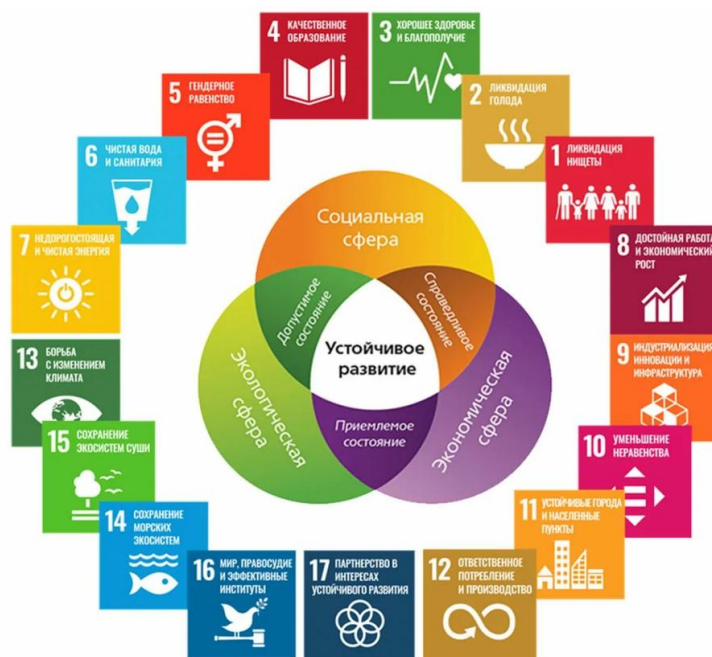 4 КАЧЕСТВЕННОЕ
ОБРАЗОВАНИЕ
3 ХОРОШЕЕ ЗДОРОВЬЕ
И БЛАГОПОЛУЧИЕ
5 ГЕНДЕРНОЕ
РАВЕНСТВО
2 ЛИКВИДАЦИЯ
ГОЛОДА
6 ЧИСТАЯ ВОДА
И САНИТАРИЯ
1 ЛИКВИДАЦИЯ
НИЩЕТЫ
7 НЕДОРОГОСТОЯЩАЯ
И ЧИСТАЯ ЭНЕРГИЯ
8 ДОСТОЙНАЯ РАБОТА
И ЭКОНОМИЧЕСКИЙ
РОСТ
13 БОРЬБА
С ИЗМЕНЕНИЕМ
КЛИМАТА
9 ИНДУСТРИАЛИЗАЦИЯ,
ИННОВАЦИИ И
ИНФРАСТРУКТУРА
15 СОХРАНЕНИЕ
ЭКОСИСТЕМ СУШИ
10 УМЕНЬШЕНИЕ
НЕРАВЕНСТВА
14 СОХРАНЕНИЕ
МОРСКИХ
ЭКОСИСТЕМ
11 УСТОЙЧИВЫЕ ГОРОДА
И НАСЕЛЕННЫЕ
ПУНКТЫ
16 МИР, ПРАВОСУДИЕ
И ЭФФЕКТИВНЫЕ
ИНСТИТУТЫ
17 ПАРТНЕРСТВО В
ИНТЕРЕСАХ
УСТОЙЧИВОГО РАЗВИТИЯ
12 ОТВЕТСТВЕННОЕ
ПОТРЕБЛЕНИЕ
И ПРОИЗВОДСТВО
Социальная
сфера
Допустимое
состояние
Справедливое
состояние
Устойчивое
развитие
Экологическая
сфера
Приемлемое
состояние
Экономическая
сфера